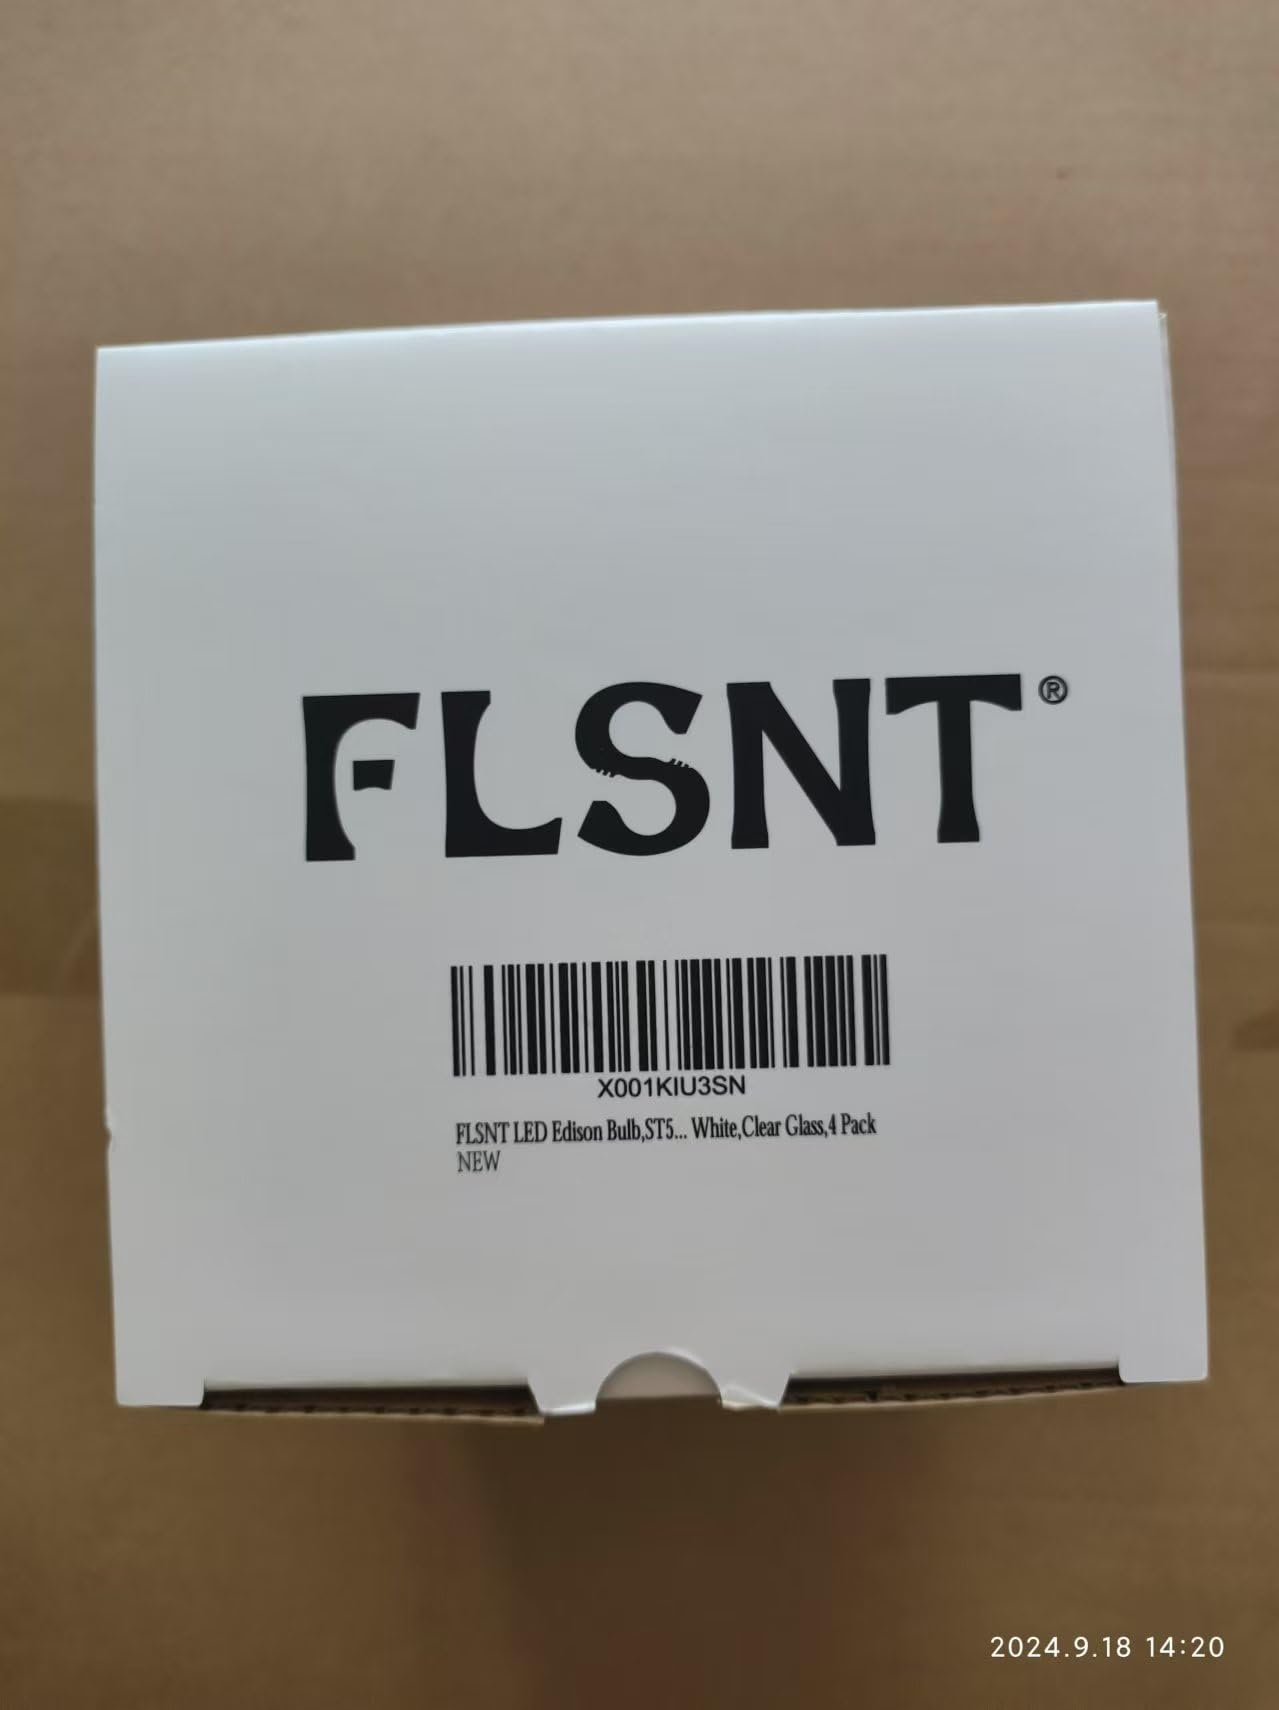 FLSNT®
X001KIU3SN
FLSNT LED Edison Bulb,ST5... White,Clear Glass,4 Pack
NEW
2024.9.18 14:20